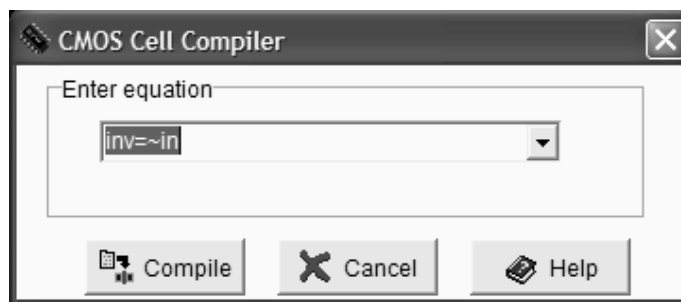 CMOS Cell Compiler
Enter equation
inv=~in
Compile Cancel Help